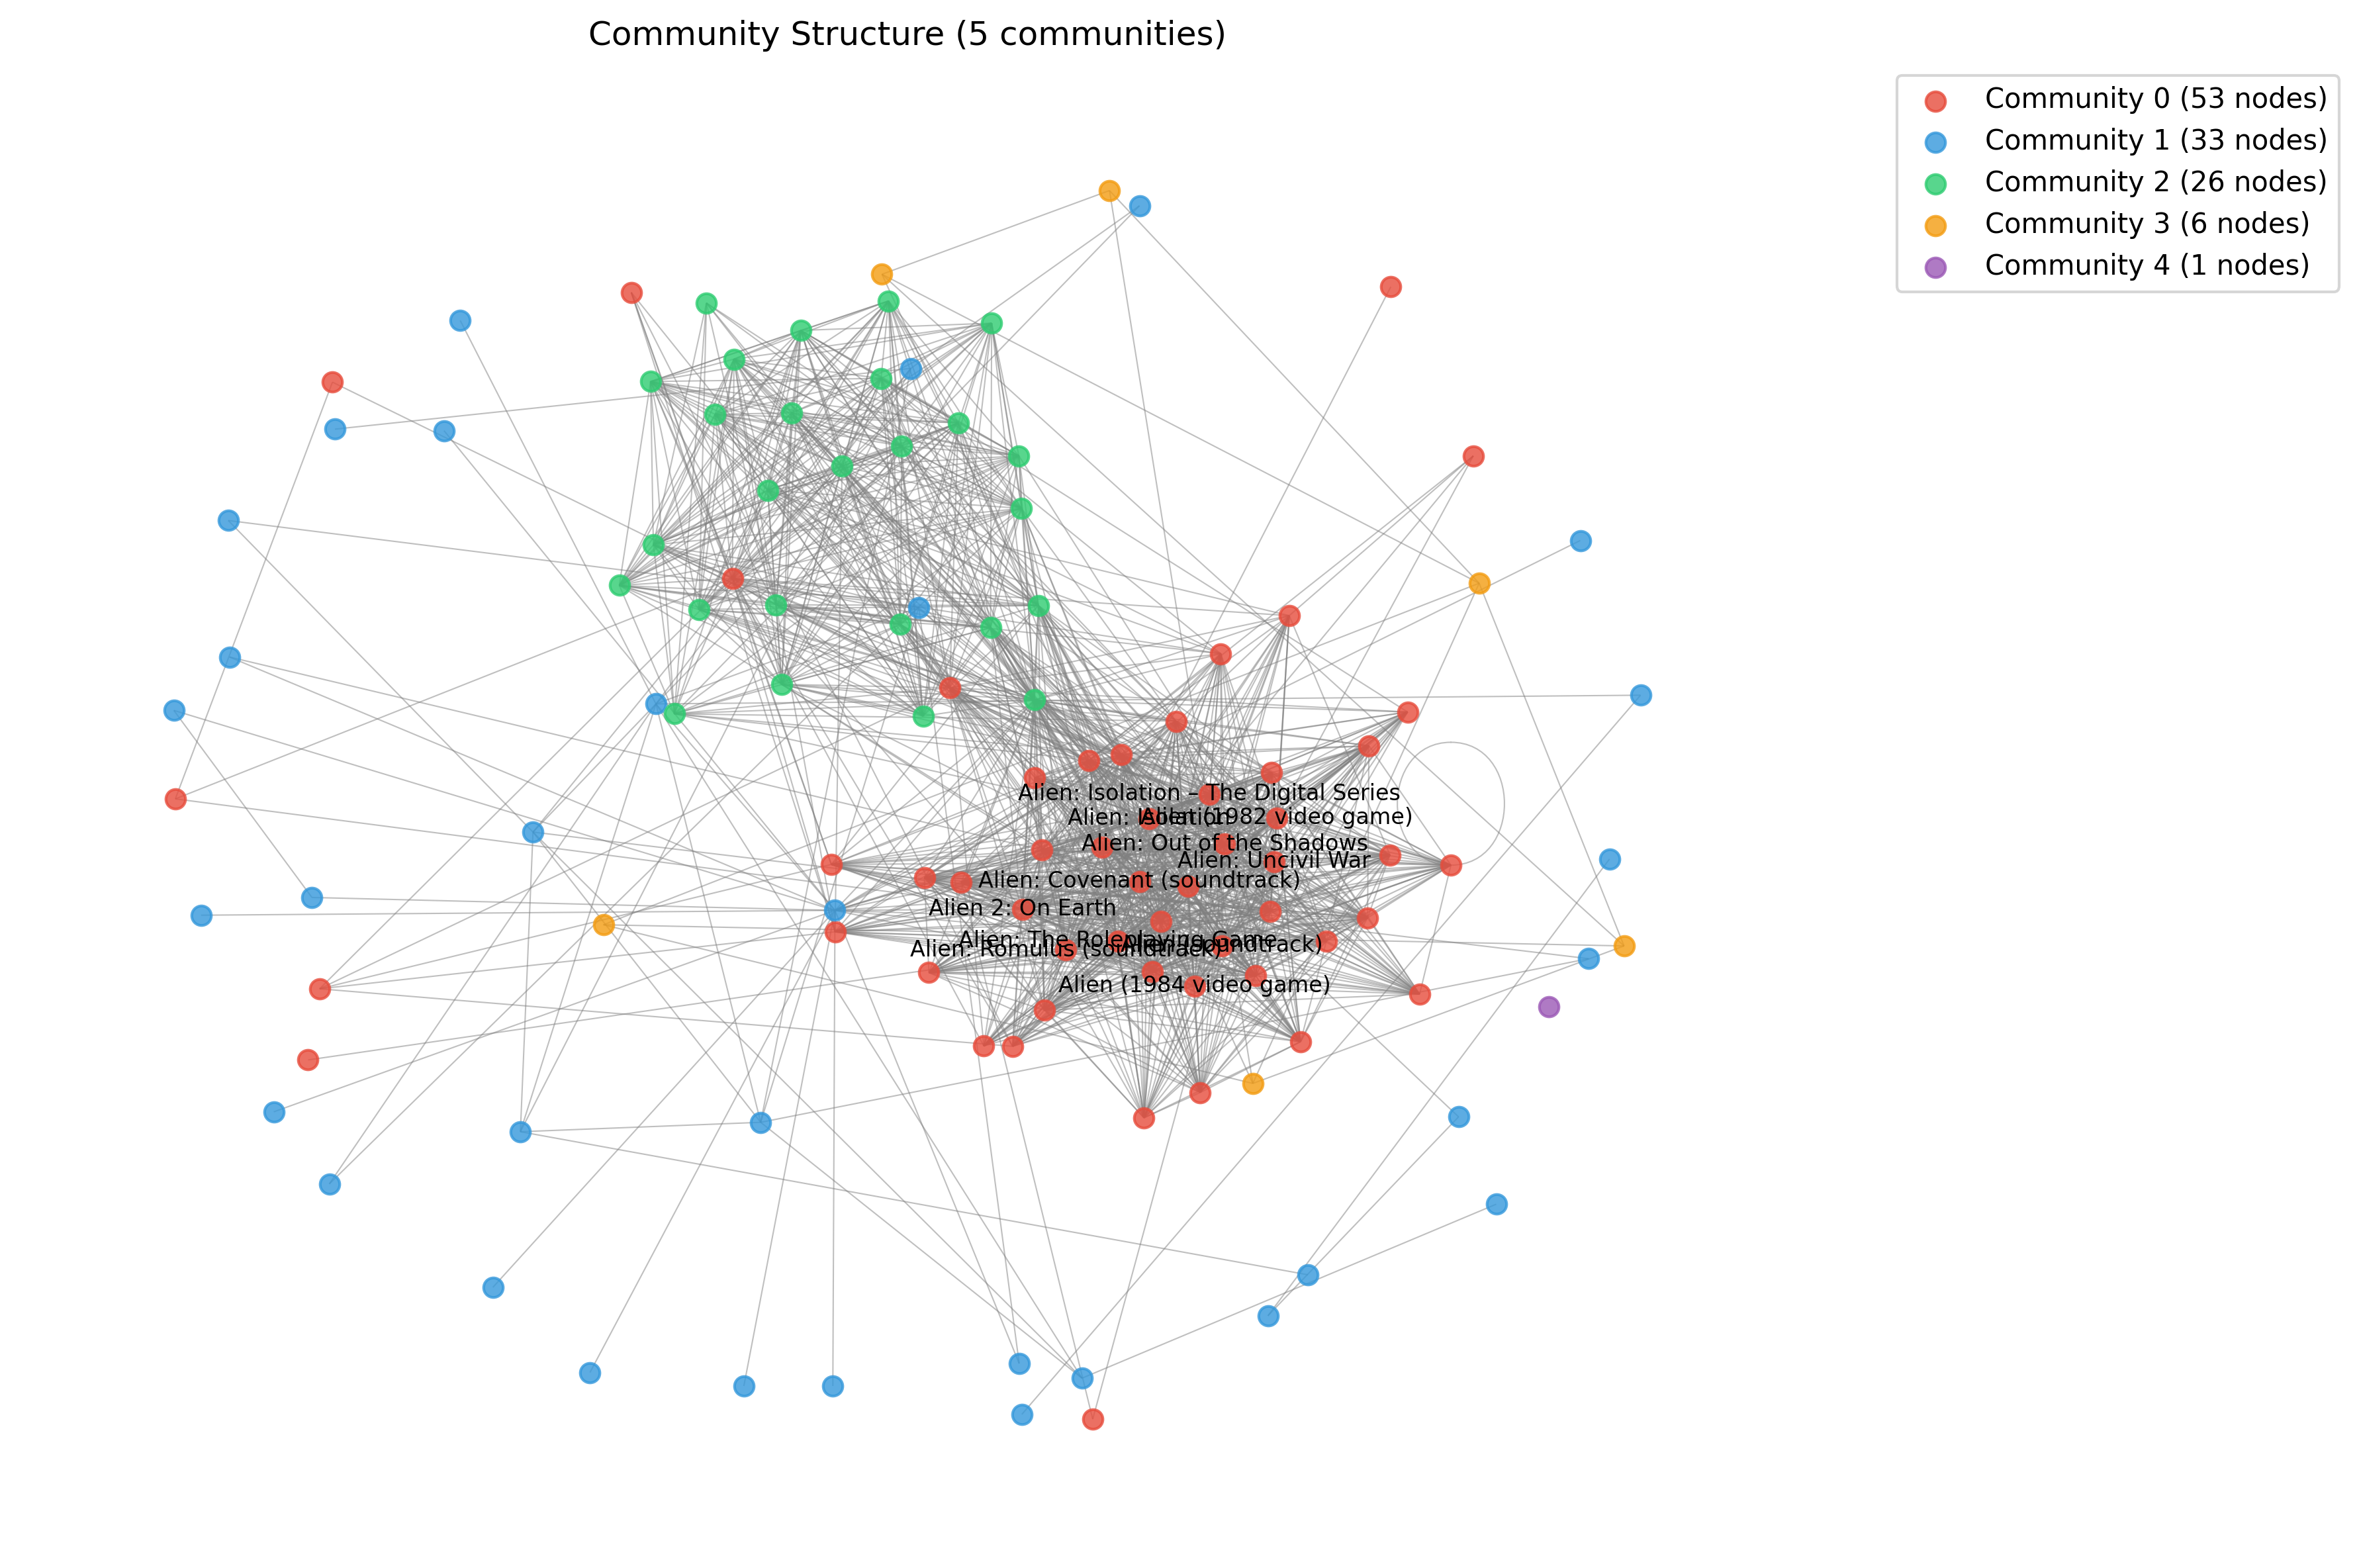 Community Structure (5 communities)
Community 0 (53 nodes)
Community 1 (33 nodes)
Community 2 (26 nodes)
Community 3 (6 nodes)
Community 4 (1 nodes)
Alien: Isolation – The Digital Series
Alien: Isolation
Alien (1982 video game)
Alien: Out of the Shadows
Alien: Uncivil War
Alien: Covenant (soundtrack)
Alien 2: On Earth
Alien: The Roleplaying Game
Alien (soundtrack)
Alien: Romulus (soundtrack)
Alien (1984 video game)